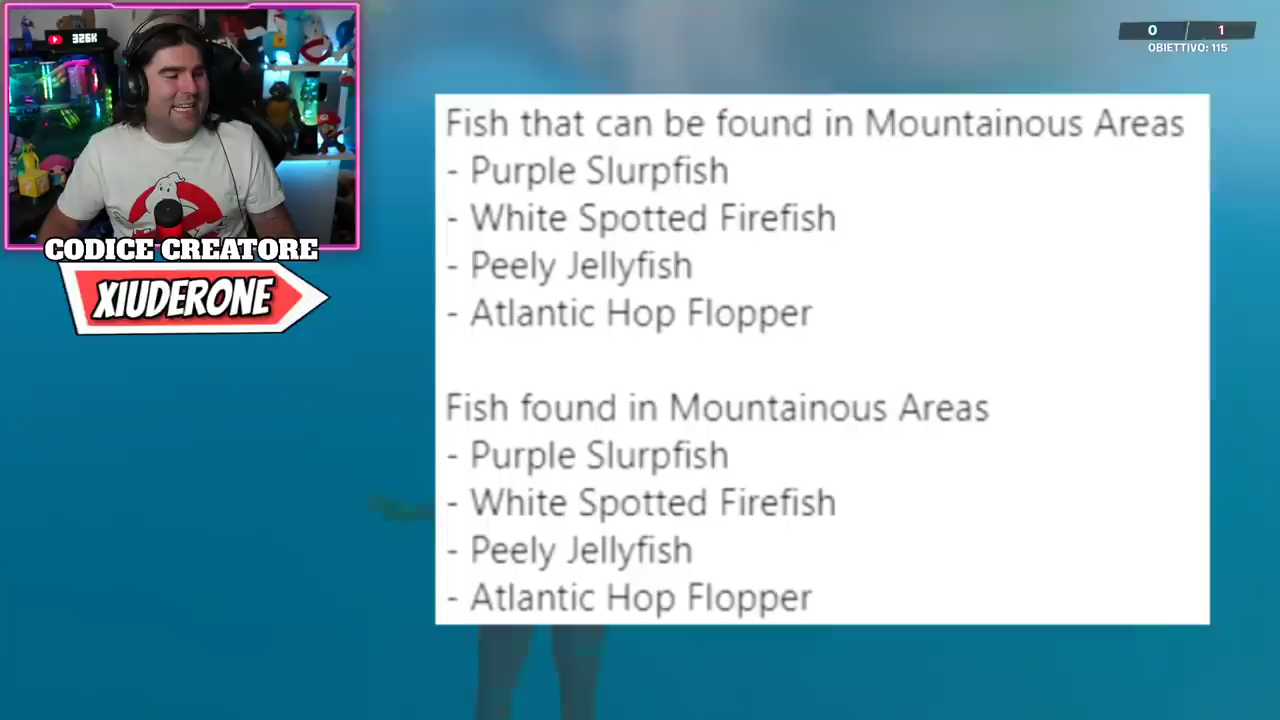 326K
0 1
OBIETTIVO: 115
CODICE CREATORE
XIUDERONE
Fish that can be found in Mountainous Areas
- Purple Slurpfish
- White Spotted Firefish
- Peely Jellyfish
- Atlantic Hop Flopper
Fish found in Mountainous Areas
- Purple Slurpfish
- White Spotted Firefish
- Peely Jellyfish
- Atlantic Hop Flopper